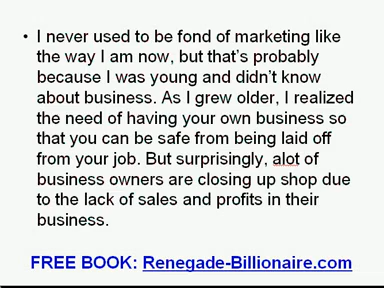 • I never used to be fond of marketing like
the way I am now, but that's probably
because I was young and didn't know
about business. As I grew older, I realized
the need of having your own business so
that you can be safe from being laid off
from your job. But surprisingly, alot of
business owners are closing up shop due
to the lack of sales and profits in their
business.
FREE BOOK: Renegade-Billionaire.com